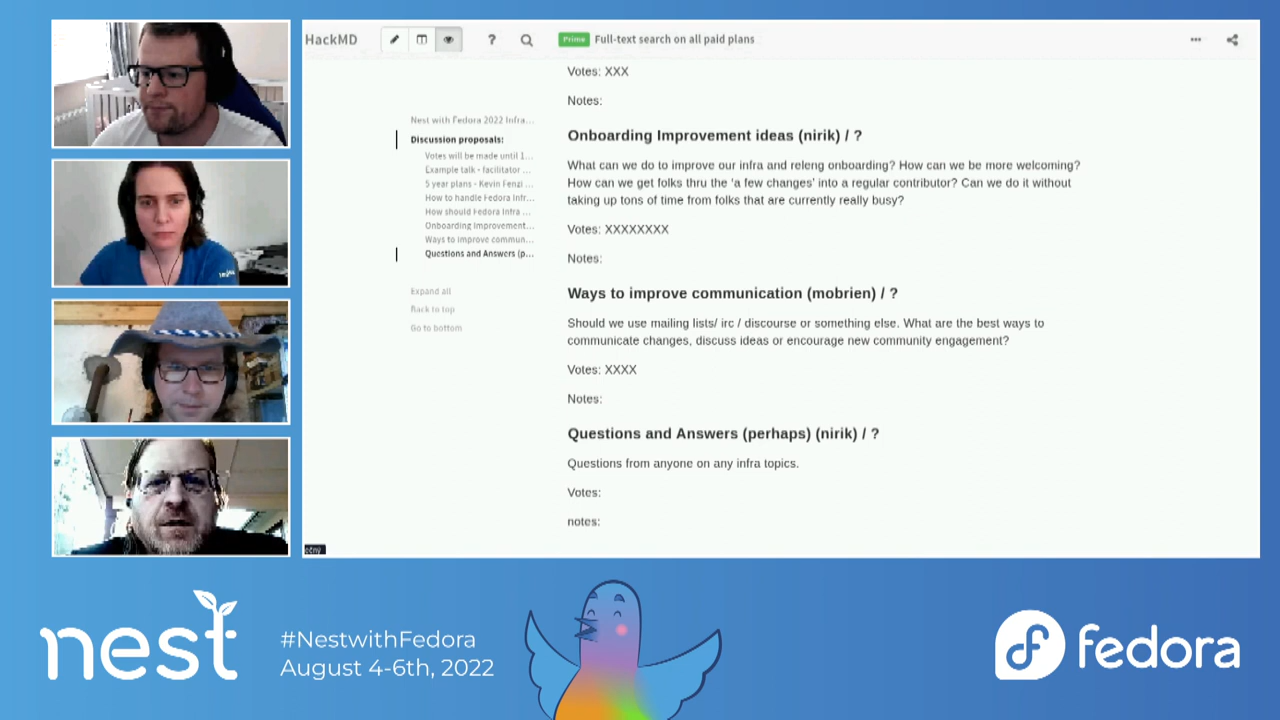 HackMD
?
Prime Full-text search on all paid plans
Nest with Fedora 2022 Infra...
Discussion proposals:
Votes will be made until 1...
Example talk - facilitator ...
5 year plans - Kevin Fenzi ...
How to handle Fedora Infr...
How should Fedora Infra ...
Onboarding Improvement...
Ways to improve commun...
Questions and Answers (p...
Expand all
Back to top
Go to bottom
Votes: XXX
Notes:
Onboarding Improvement ideas (nirik) / ?
What can we do to improve our infra and releng onboarding? How can we be more welcoming?
How can we get folks thru the 'a few changes' into a regular contributor? Can we do it without
taking up tons of time from folks that are currently really busy?
Votes: XXXXXXXX
Notes:
Ways to improve communication (mobrien) / ?
Should we use mailing lists/ irc / discourse or something else. What are the best ways to
communicate changes, discuss ideas or encourage new community engagement?
Votes: XXXX
Notes:
Questions and Answers (perhaps) (nirik) / ?
Questions from anyone on any infra topics.
Votes:
notes:
nest
#NestwithFedora
August 4-6th, 2022
fedora